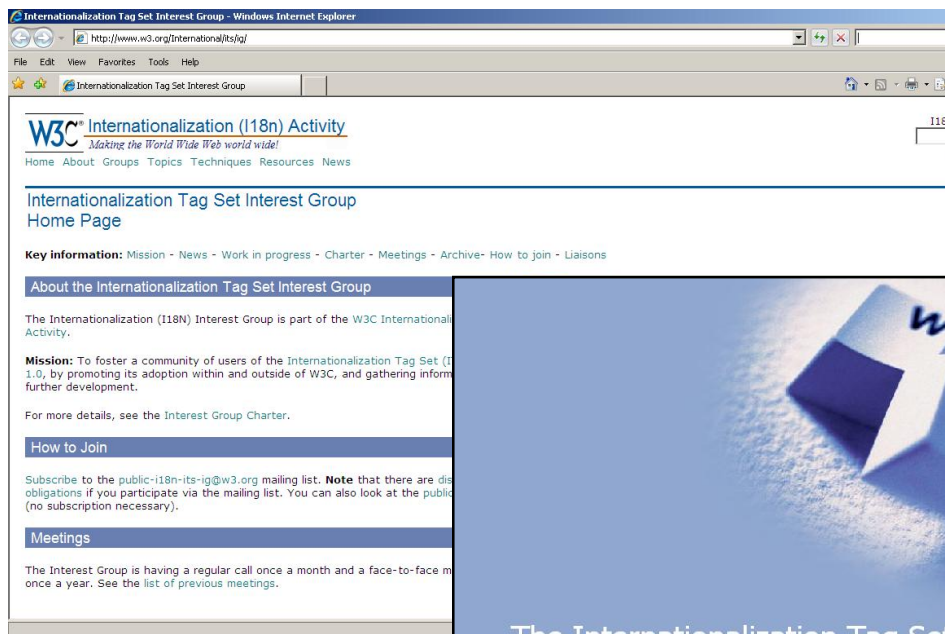 Internationalization Tag Set Interest Group - Windows Internet Explorer
http://www.w3.org/International/its/ig/
File Edit View Favorites Tools Help
Internationalization Tag Set Interest Group
W3C® Internationalization (I18n) Activity
Making the World Wide Web world wide!
Home About Groups Topics Techniques Resources News
I18
Internationalization Tag Set Interest Group
Home Page
Key information: Mission - News - Work in progress - Charter - Meetings - Archive- How to join - Liaisons
About the Internationalization Tag Set Interest Group
The Internationalization (I18N) Interest Group is part of the W3C Internationali
Activity.
Mission: To foster a community of users of the Internationalization Tag Set (I
1.0, by promoting its adoption within and outside of W3C, and gathering inform
further development.
For more details, see the Interest Group Charter.
How to Join
Subscribe to the public-i18n-its-ig@w3.org mailing list. Note that there are dis
obligations if you participate via the mailing list. You can also look at the public
(no subscription necessary).
Meetings
The Interest Group is having a regular call once a month and a face-to-face m
once a year. See the list of previous meetings.
The Internationalization Tag Set